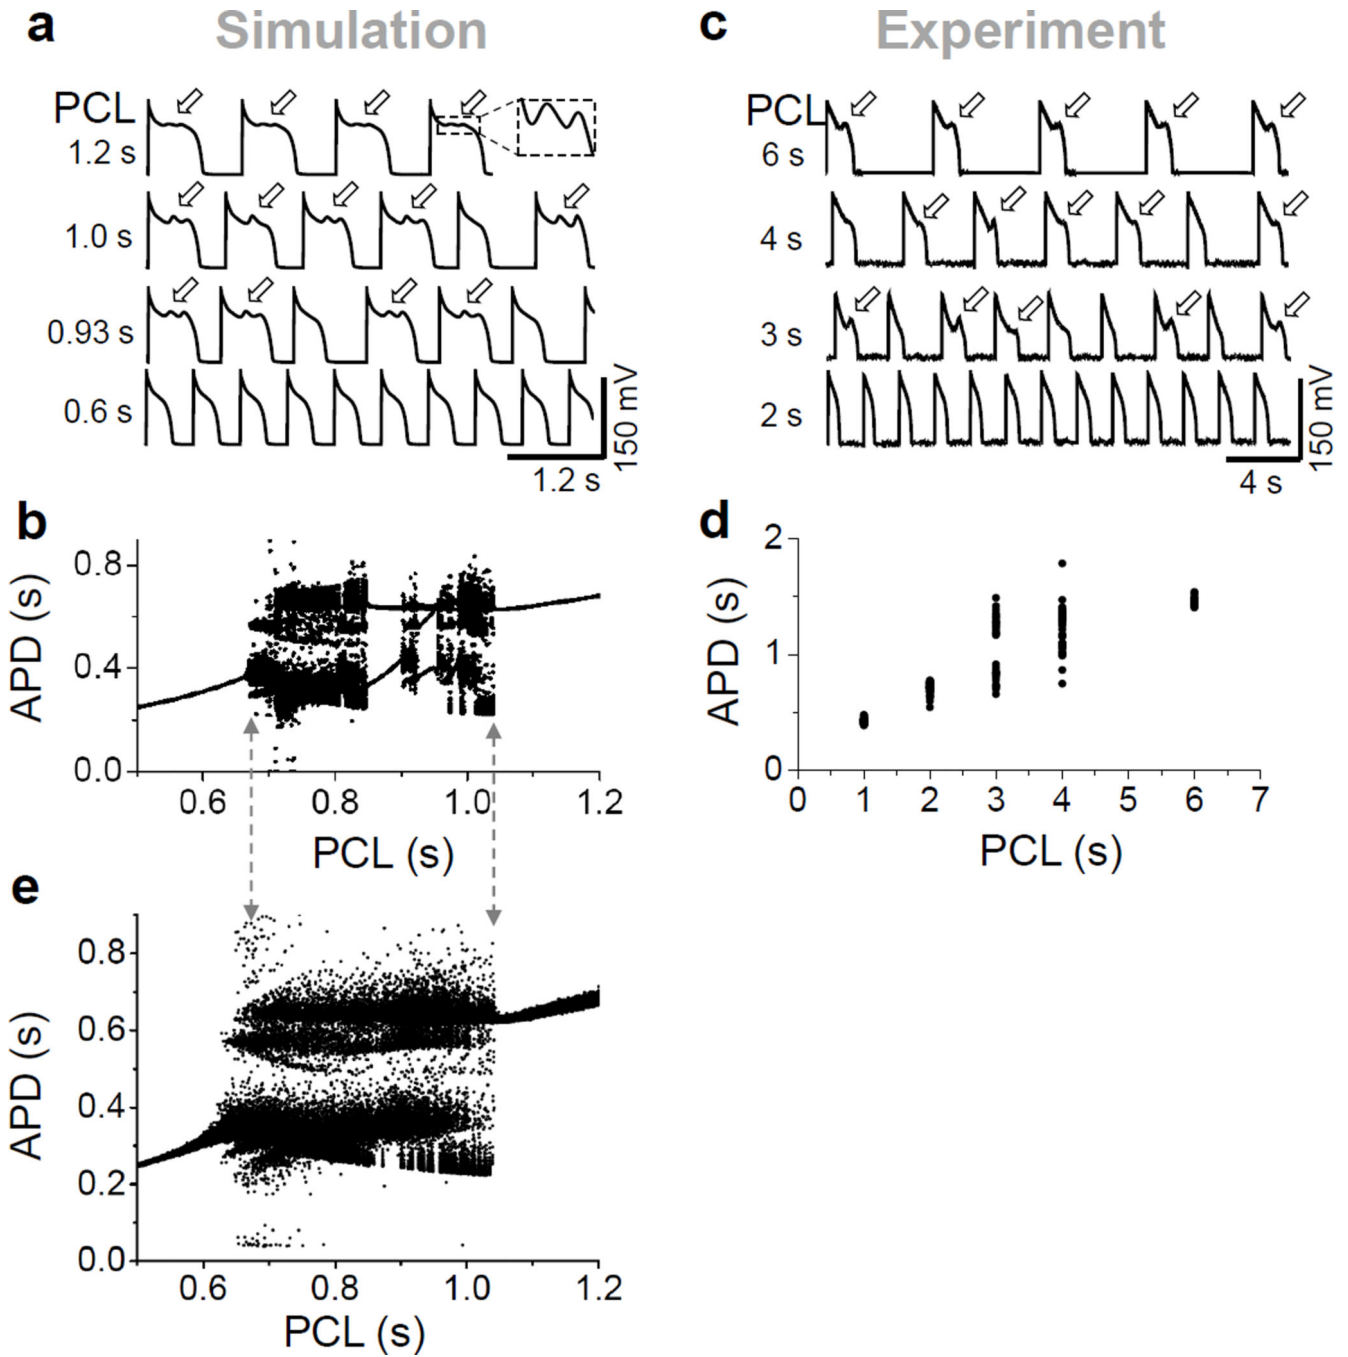 a Simulation
PCL
1.2 s
1.0 s
0.93 s
0.6 s
150 mV
1.2 s
c Experiment
PCL
6 s
4 s
3 s
2 s
150 mV
4 s
b
APD (s)
0.8
0.4
0.0
0.6 0.8 1.0 1.2
PCL (s)
d
APD (s)
2
1
0
0 1 2 3 4 5 6 7
PCL (s)
e
APD (s)
0.8
0.6
0.4
0.2
0.0
0.6 0.8 1.0 1.2
PCL (s)